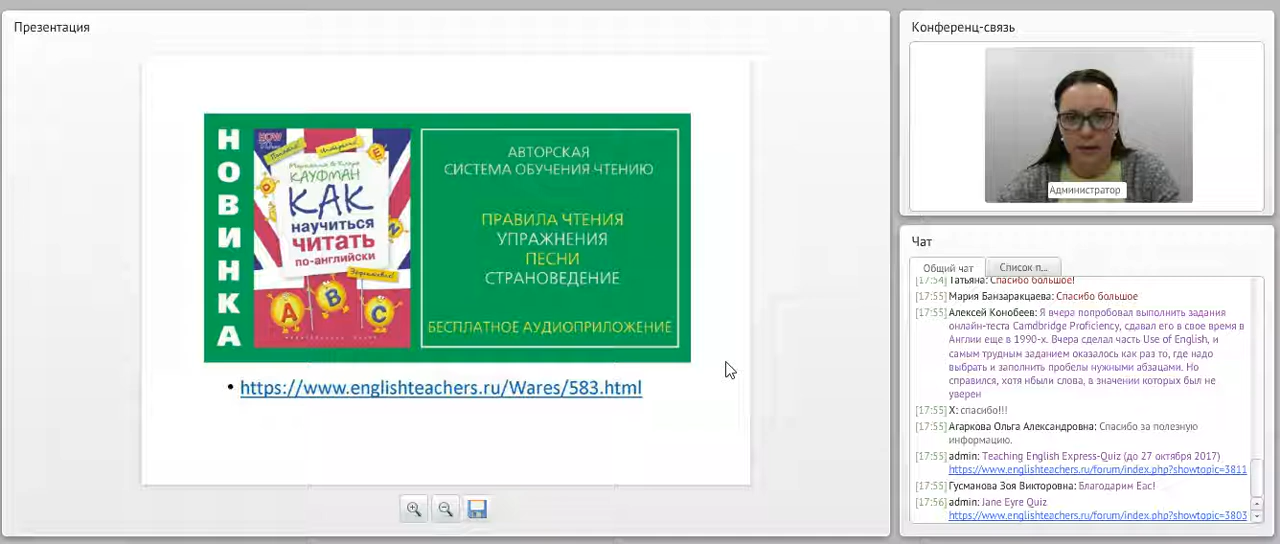 Презентация
НОВИНКА
КАУФМАН
КАК
научиться
читать
по-английски
A
B
C
АВТОРСКАЯ
СИСТЕМА ОБУЧЕНИЯ ЧТЕНИЮ
ПРАВИЛА ЧТЕНИЯ
УПРАЖНЕНИЯ
ПЕСНИ
СТРАНОВЕДЕНИЕ
БЕСПЛАТНОЕ АУДИОПРИЛОЖЕНИЕ
• https://www.englishteachers.ru/Wares/583.html
Конференц-связь
Администратор
Чат
Общий чат
Список п...
[17:54] Татьяна: Спасибо большое!
[17:55] Мария Банзаракцаева: Спасибо большое
[17:55] Алексей Конобеев: Я вчера попробовал выполнить задания
онлайн-теста Camdbridge Proficiency, сдавал его в свое время в
Англии еще в 1990-х. Вчера сделал часть Use of English, и
самым трудным заданием оказалось как раз то, где надо
выбрать и заполнить пробелы нужными абзацами. Но
справился, хотя нбыли слова, в значении которых был не
уверен
[17:55] Х: спасибо!!!
[17:55] Агаркова Ольга Александровна: Спасибо за полезную
информацию.
[17:55] admin: Teaching English Express-Quiz (до 27 октября 2017)
https://www.englishteachers.ru/forum/index.php?showtopic=3811
[17:55] Гусманова Зоя Викторовна: Благодарим Еас!
[17:56] admin: Jane Eyre Quiz
https://www.englishteachers.ru/forum/index.php?showtopic=3803